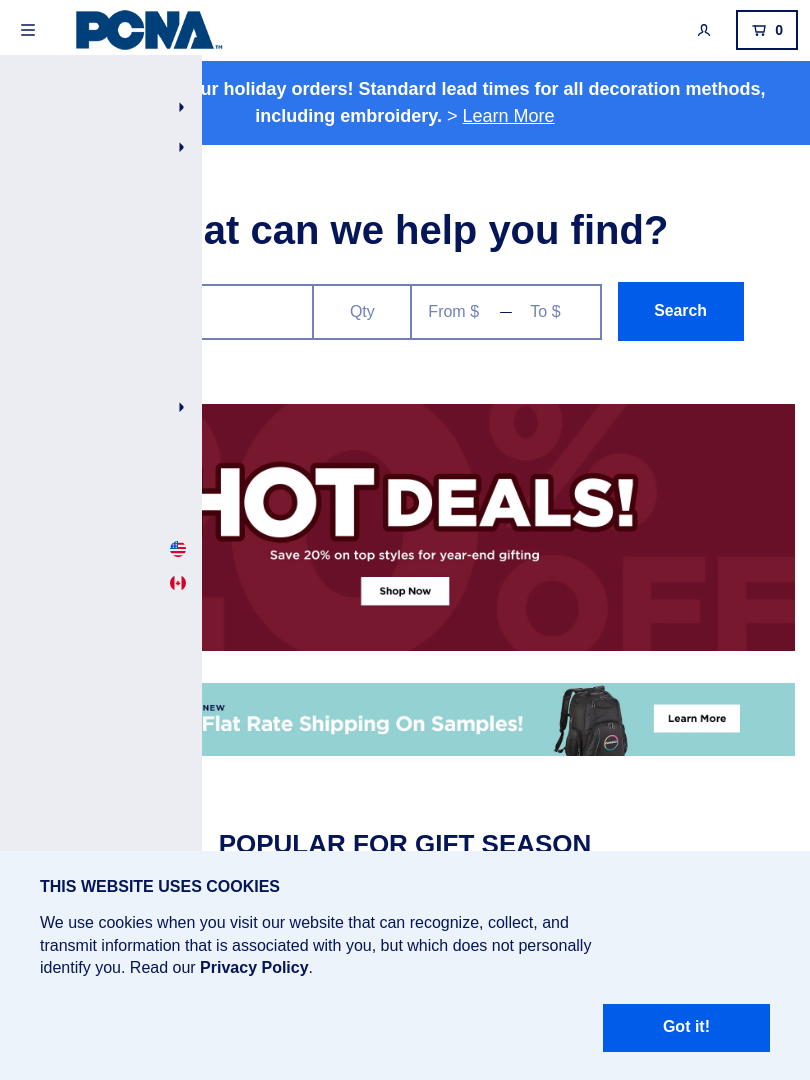 PCNA™
0
ur holiday orders! Standard lead times for all decoration methods,
including embroidery. > Learn More
at can we help you find?
Qty
From $ — To $
Search
HOT DEALS!
Save 20% on top styles for year-end gifting
Shop Now
%
OFF
NEW
Flat Rate Shipping On Samples!
Learn More
POPULAR FOR GIFT SEASON
THIS WEBSITE USES COOKIES
We use cookies when you visit our website that can recognize, collect, and
transmit information that is associated with you, but which does not personally
identify you. Read our Privacy Policy.
Got it!